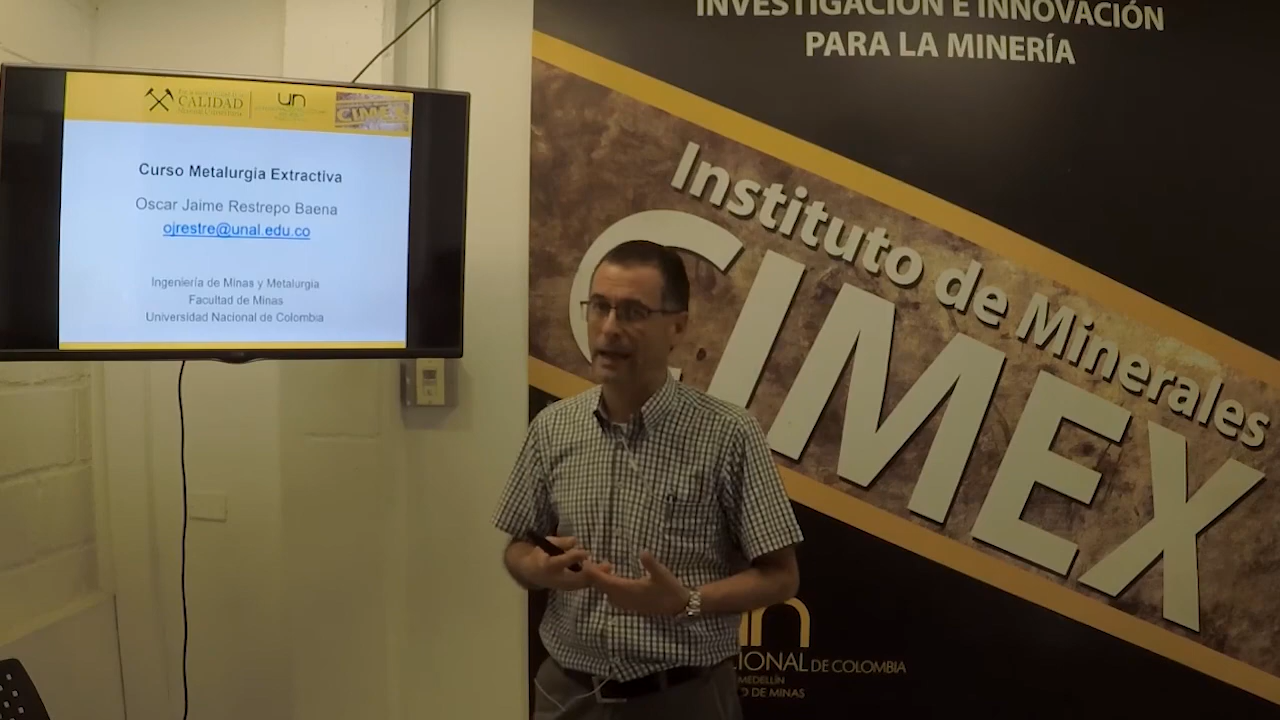 CALIDAD
un
CIMEX
Curso Metalurgia Extractiva
Oscar Jaime Restrepo Baena
ojrestre@unal.edu.co
Ingeniería de Minas y Metalurgia
Facultad de Minas
Universidad Nacional de Colombia
INVESTIGACIÓN E INNOVACIÓN
PARA LA MINERÍA
Instituto de Minerales
CIMEX
DE COLOMBIA
MEDELLÍN
DE MINAS